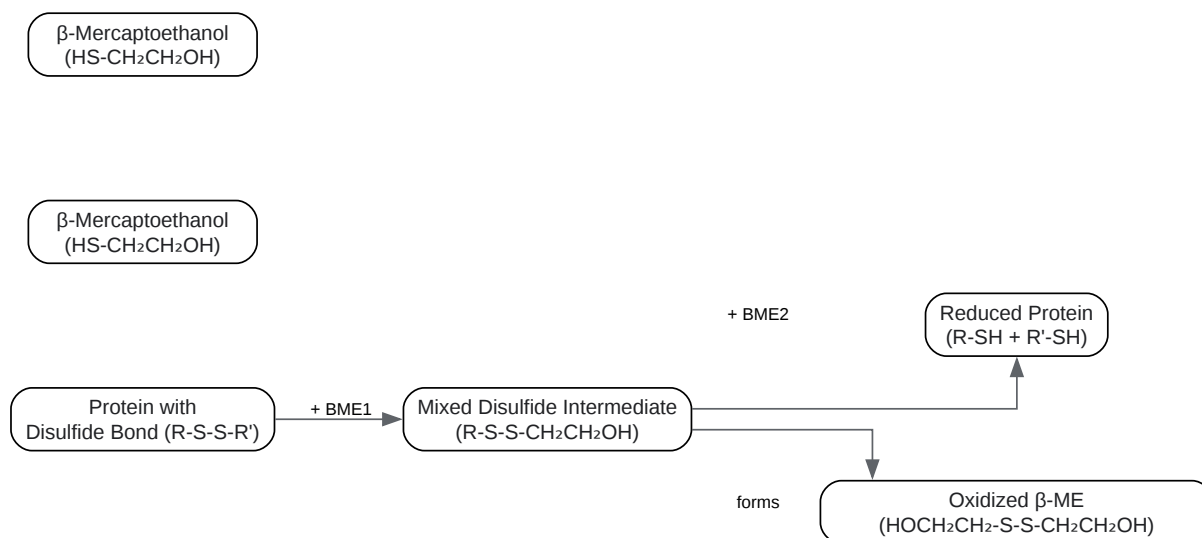 β-Mercaptoethanol
(HS-CH₂CH₂OH)
β-Mercaptoethanol
(HS-CH₂CH₂OH)
+ BME2
Reduced Protein
(R-SH + R'-SH)
Protein with
Disulfide Bond (R-S-S-R')
+ BME1
Mixed Disulfide Intermediate
(R-S-S-CH₂CH₂OH)
forms
Oxidized β-ME
(HOCH₂CH₂-S-S-CH₂CH₂OH)